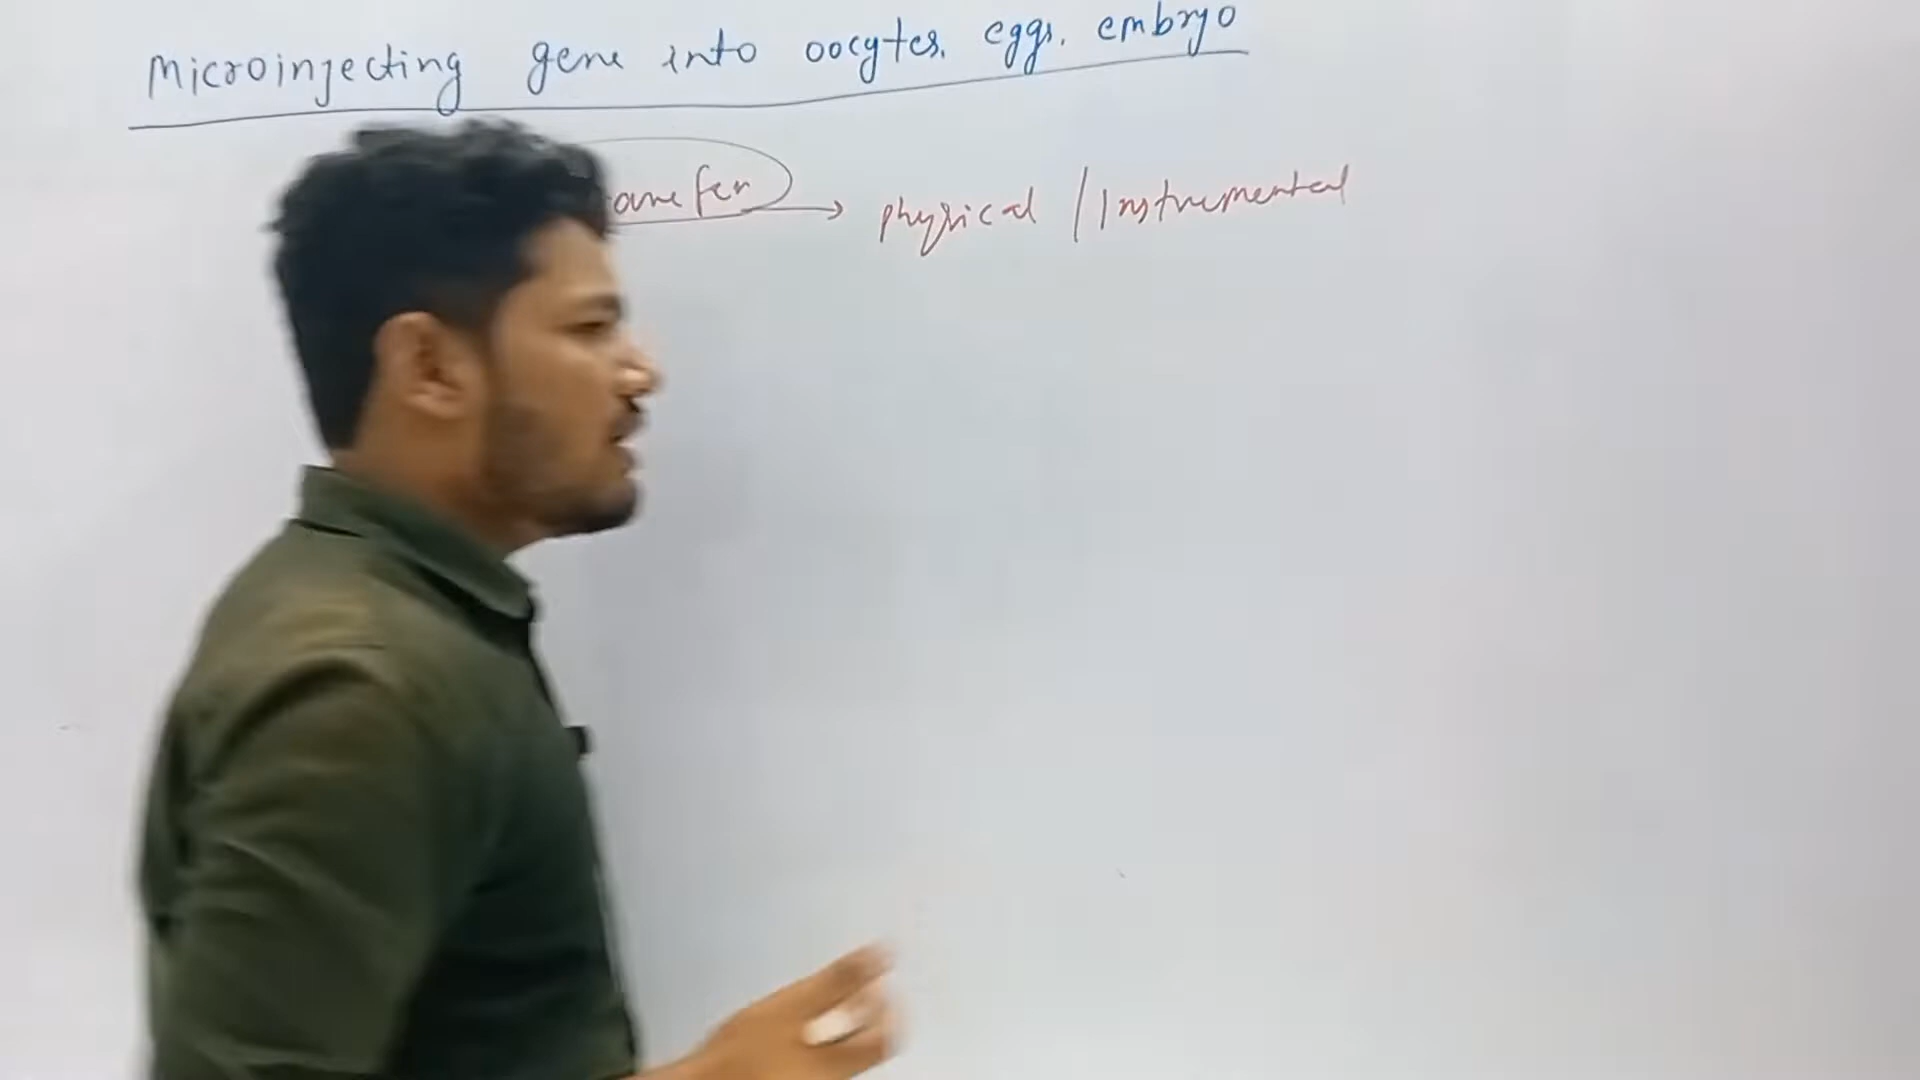 Microinjecting gene into oocytes. eggs. embryo
physical / Instrumental